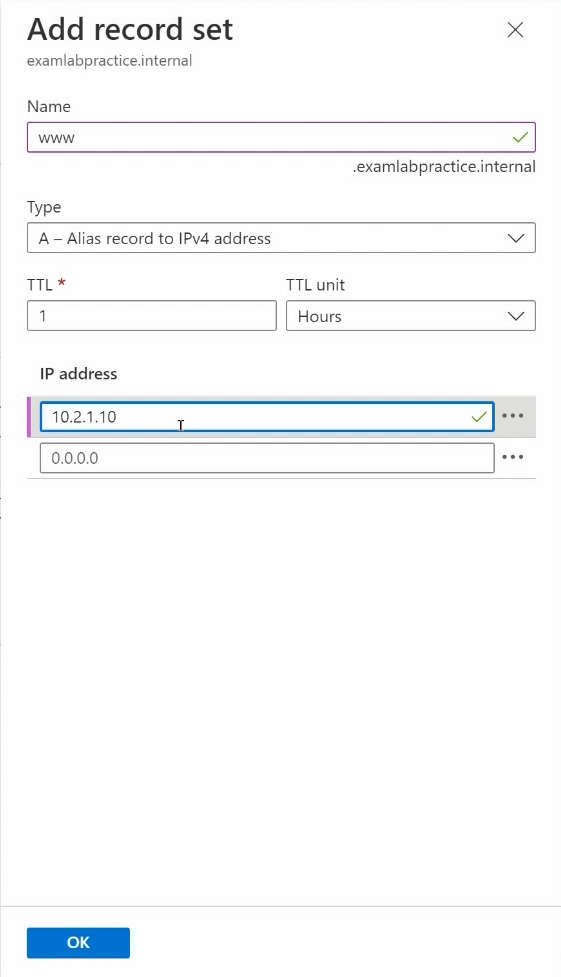 Add record set
examlabpractice.internal
Name
www
.examlabpractice.internal
Type
A – Alias record to IPv4 address
TTL * TTL unit
1 Hours
IP address
10.2.1.10
0.0.0.0
OK